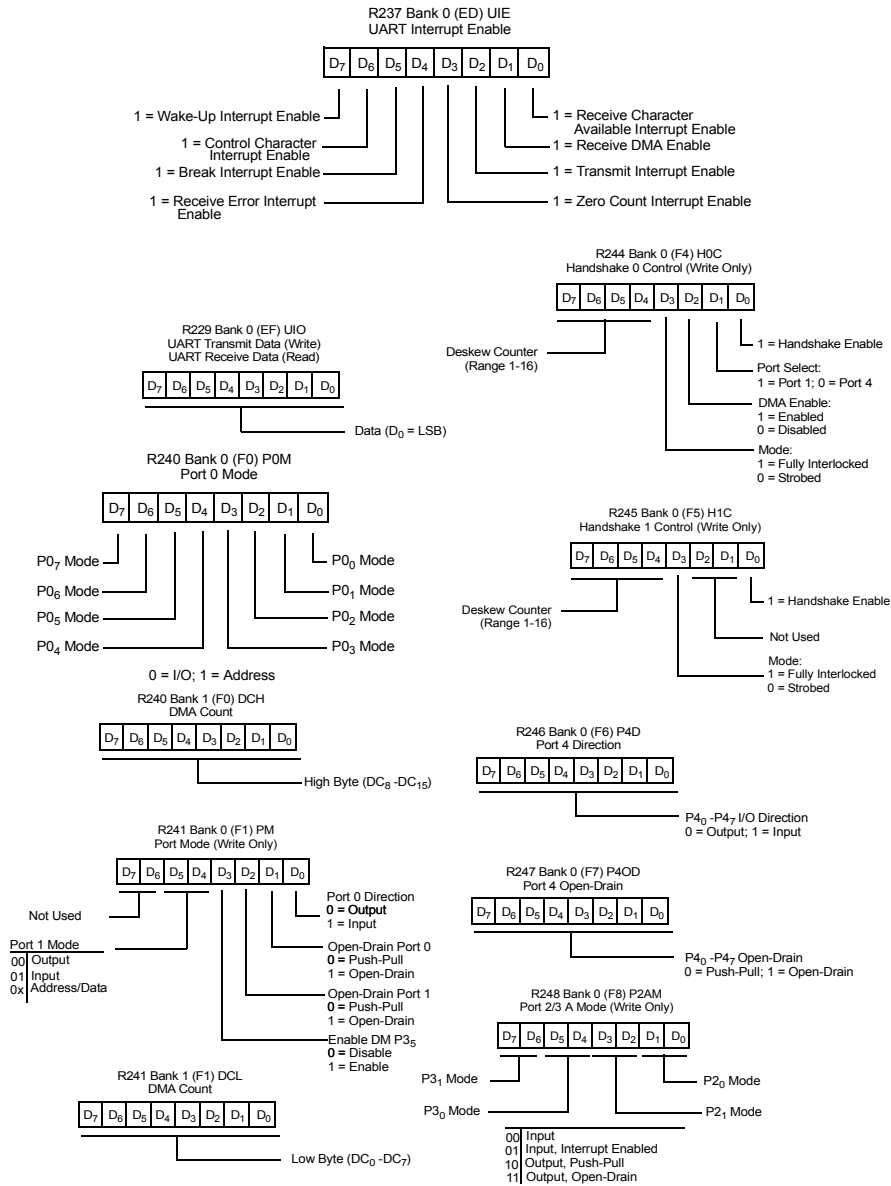 R237 Bank 0 (ED) UIE
UART Interrupt Enable
D7 D6 D5 D4 D3 D2 D1 D0
1 = Wake-Up Interrupt Enable
1 = Control Character
Interrupt Enable
1 = Break Interrupt Enable
1 = Receive Error Interrupt
Enable
1 = Receive Character
Available Interrupt Enable
1 = Receive DMA Enable
1 = Transmit Interrupt Enable
1 = Zero Count Interrupt Enable
R229 Bank 0 (EF) UIO
UART Transmit Data (Write)
UART Receive Data (Read)
D7 D6 D5 D4 D3 D2 D1 D0
Data (D0 = LSB)
R240 Bank 0 (F0) P0M
Port 0 Mode
D7 D6 D5 D4 D3 D2 D1 D0
P07 Mode
P06 Mode
P05 Mode
P04 Mode
P00 Mode
P01 Mode
P02 Mode
P03 Mode
0 = I/O; 1 = Address
R240 Bank 1 (F0) DCH
DMA Count
D7 D6 D5 D4 D3 D2 D1 D0
High Byte (DC8 -DC15)
R241 Bank 0 (F1) PM
Port Mode (Write Only)
D7 D6 D5 D4 D3 D2 D1 D0
Not Used
Port 1 Mode
00 Output
01 Input
0x Address/Data
Port 0 Direction
0 = Output
1 = Input
Open-Drain Port 0
0 = Push-Pull
1 = Open-Drain
Open-Drain Port 1
0 = Push-Pull
1 = Open-Drain
Enable DM P35
0 = Disable
1 = Enable
R241 Bank 1 (F1) DCL
DMA Count
D7 D6 D5 D4 D3 D2 D1 D0
Low Byte (DC0 -DC7)
R244 Bank 0 (F4) H0C
Handshake 0 Control (Write Only)
D7 D6 D5 D4 D3 D2 D1 D0
Deskew Counter
(Range 1-16)
1 = Handshake Enable
Port Select:
1 = Port 1; 0 = Port 4
DMA Enable:
1 = Enabled
0 = Disabled
Mode:
1 = Fully Interlocked
0 = Strobed
R245 Bank 0 (F5) H1C
Handshake 1 Control (Write Only)
D7 D6 D5 D4 D3 D2 D1 D0
Deskew Counter
(Range 1-16)
1 = Handshake Enable
Not Used
Mode:
1 = Fully Interlocked
0 = Strobed
R246 Bank 0 (F6) P4D
Port 4 Direction
D7 D6 D5 D4 D3 D2 D1 D0
P40 -P47 I/O Direction
0 = Output; 1 = Input
R247 Bank 0 (F7) P4OD
Port 4 Open-Drain
D7 D6 D5 D4 D3 D2 D1 D0
P40 -P47 Open-Drain
0 = Push-Pull; 1 = Open-Drain
R248 Bank 0 (F8) P2AM
Port 2/3 A Mode (Write Only)
D7 D6 D5 D4 D3 D2 D1 D0
P31 Mode
P30 Mode
P20 Mode
P21 Mode
00 Input
01 Input, Interrupt Enabled
10 Output, Push-Pull
11 Output, Open-Drain